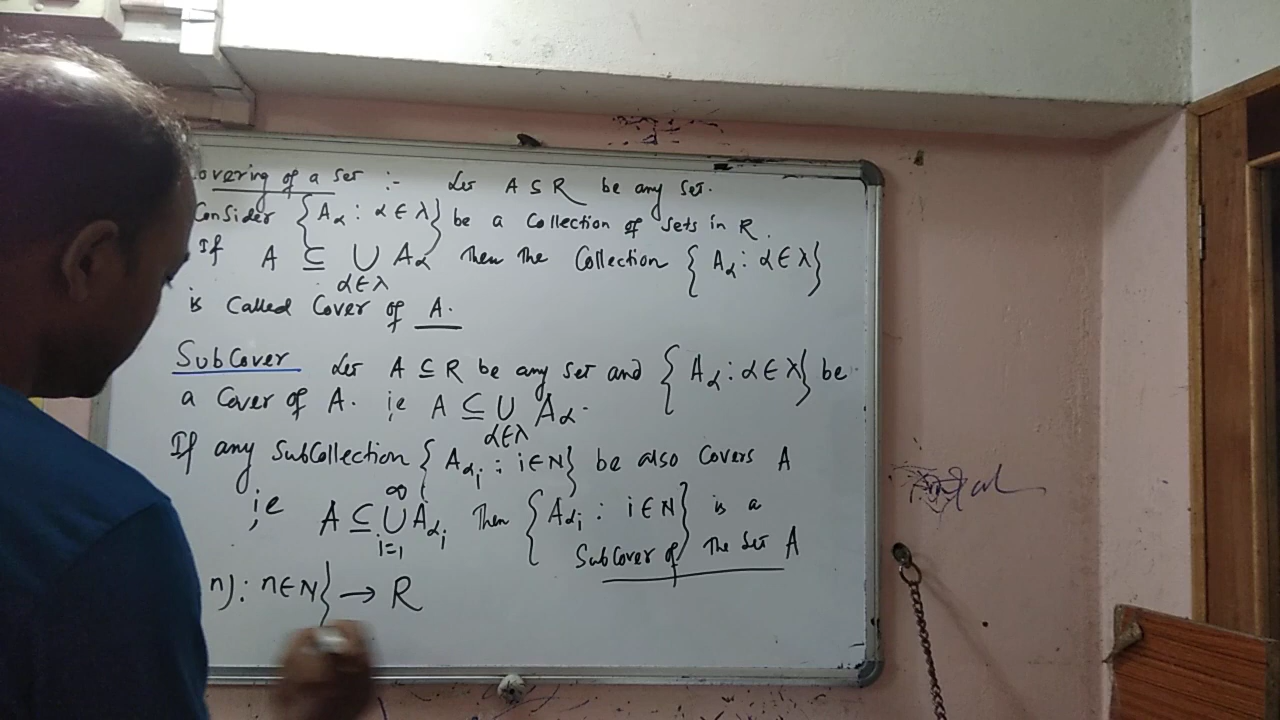 overing of a set :- Let A ⊆ R be any set.
Consider {Aα : α ∈ λ} be a Collection of sets in R.
If A ⊆ ∪ Aα Then The Collection {Aα : α ∈ λ}
α∈λ
is Called Cover of A.
SubCover Let A ⊆ R be any set and {Aα : α ∈ λ} be
a Cover of A. ie A ⊆ ∪ Aα.
α∈λ
If any SubCollection {Aαi : i ∈ N} be also Covers A
ie A ⊆ ∞∪i=1 Aαi Then {Aαi : i ∈ N} is a
SubCover of The Set A
n) : n ∈ N} → R